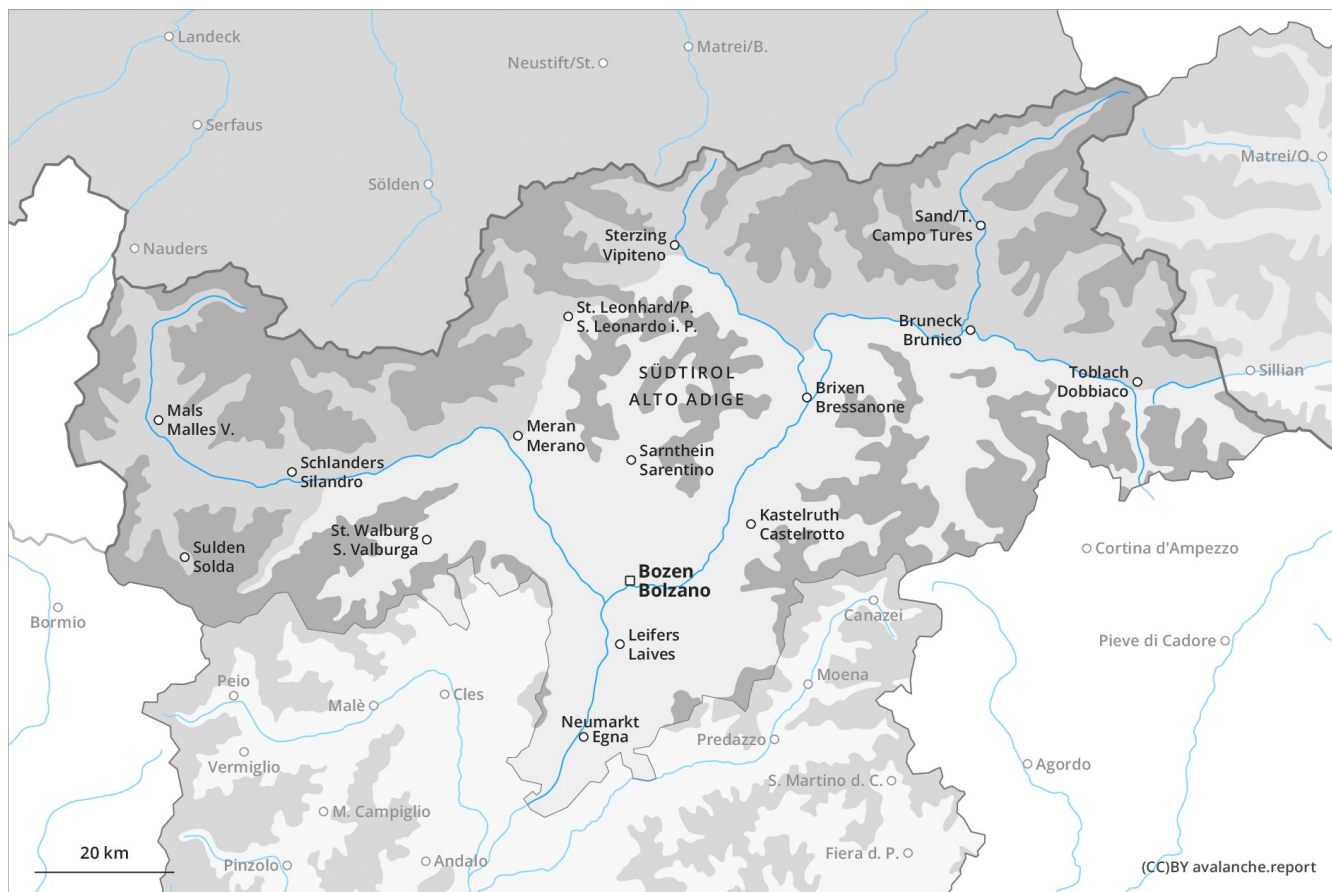 Landeck
Matrei/B.
Neustift/St.
Serfaus
Matrei/O.
Sölden
Sand/T.
Campo Tures
Sterzing
Vipiteno
Nauders
St. Leonhard/P.
S. Leonardo i. P.
Bruneck
Brunico
SÜDTIROL
ALTO ADIGE
Toblach
Dobbiaco
Sillian
Brixen
Bressanone
Mals
Malles V.
Meran
Merano
Schlanders
Silandro
Sarnthein
Sarentino
St. Walburg
S. Valburga
Kastelruth
Castelrotto
Sulden
Solda
Cortina d'Ampezzo
Bozen
Bolzano
Bormio
Canazei
Leifers
Laives
Pieve di Cadore
Peio
Moena
Malè
Cles
Neumarkt
Egna
Predazzo
Vermiglio
Agordo
S. Martino d. C.
M. Campiglio
20 km
Pinzolo
Andalo
Fiera d. P.
(CC)BY avalanche.report